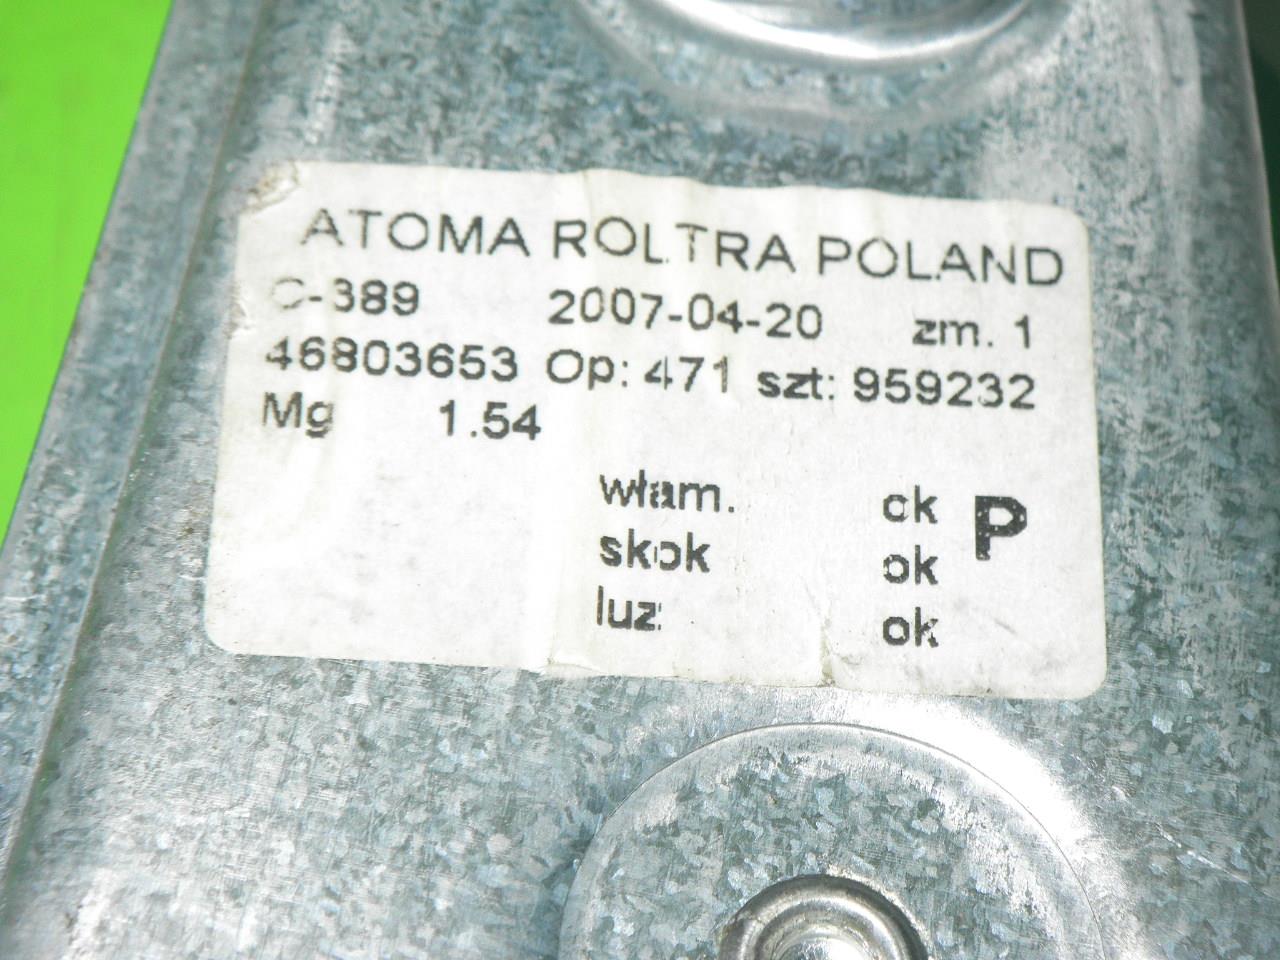 ATOMA ROLTRA POLAND
C-389 2007-04-20 zm. 1
46803653 Op: 471 szt: 959232
Mg 1.54
włam. ok P
skok ok
luz: ok